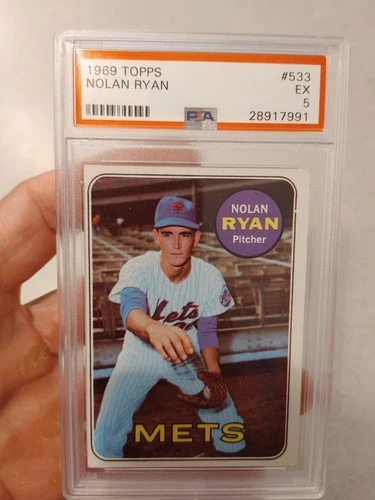 1969 TOPPS #533
NOLAN RYAN EX
5
PSA 28917991
NOLAN
RYAN
Pitcher
Mets
METS